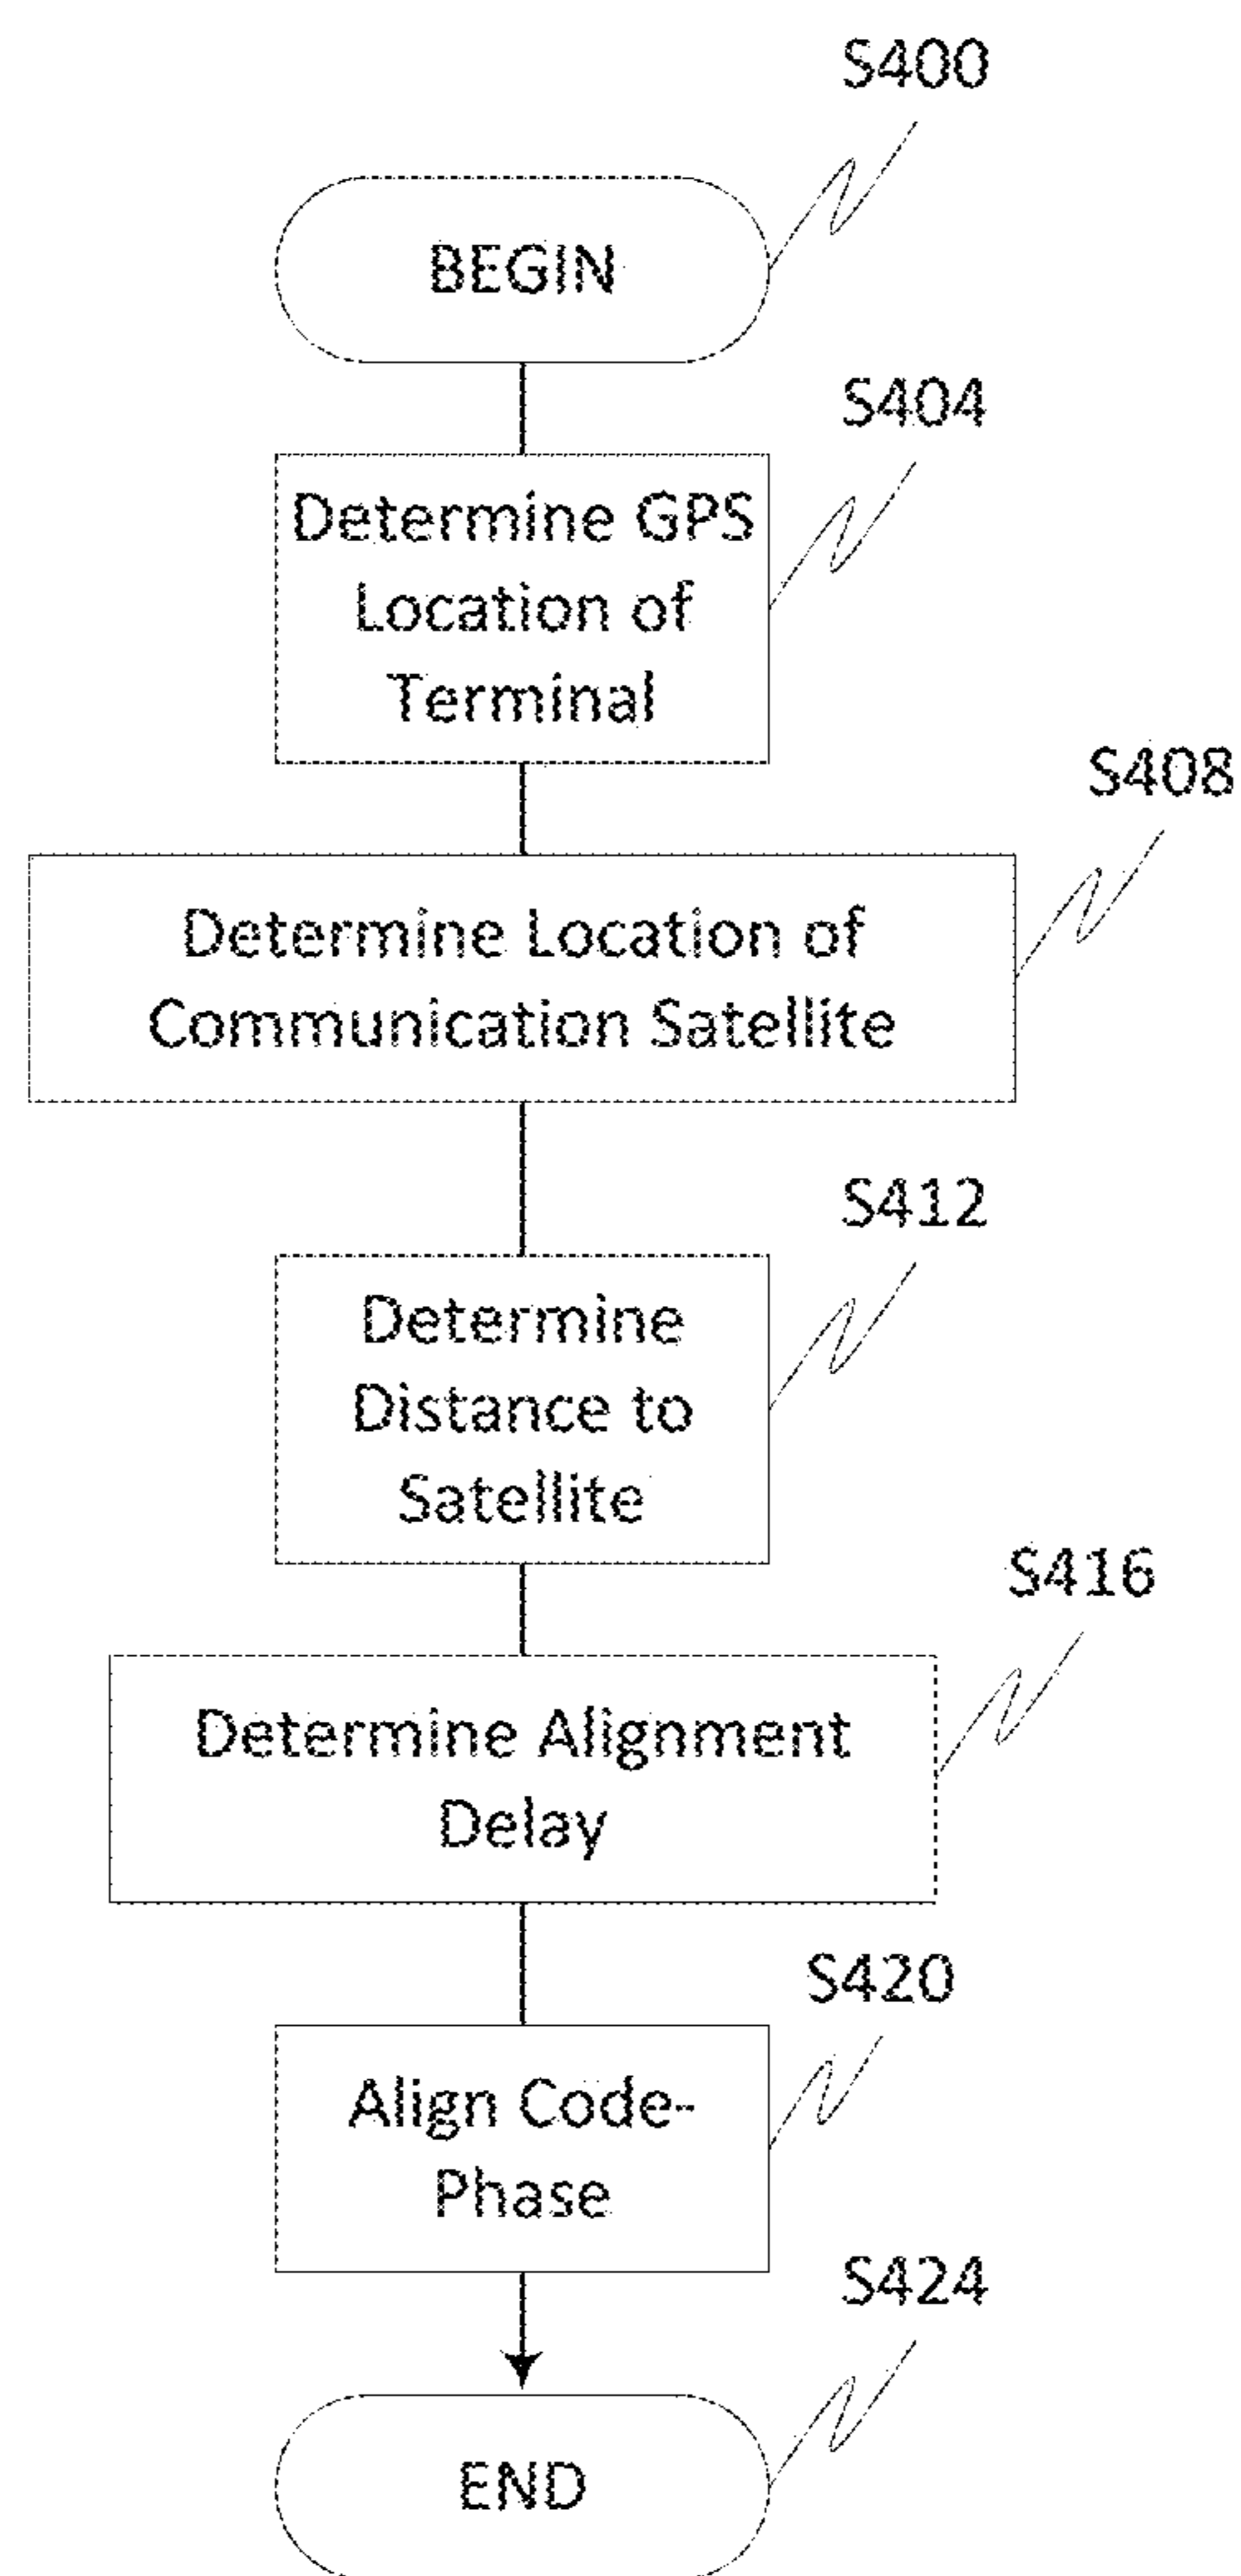 S400
BEGIN
S404
Determine GPS
Location of
Terminal
S408
Determine Location of
Communication Satellite
S412
Determine
Distance to
Satellite
S416
Determine Alignment
Delay
S420
Align Code-
Phase
S424
END